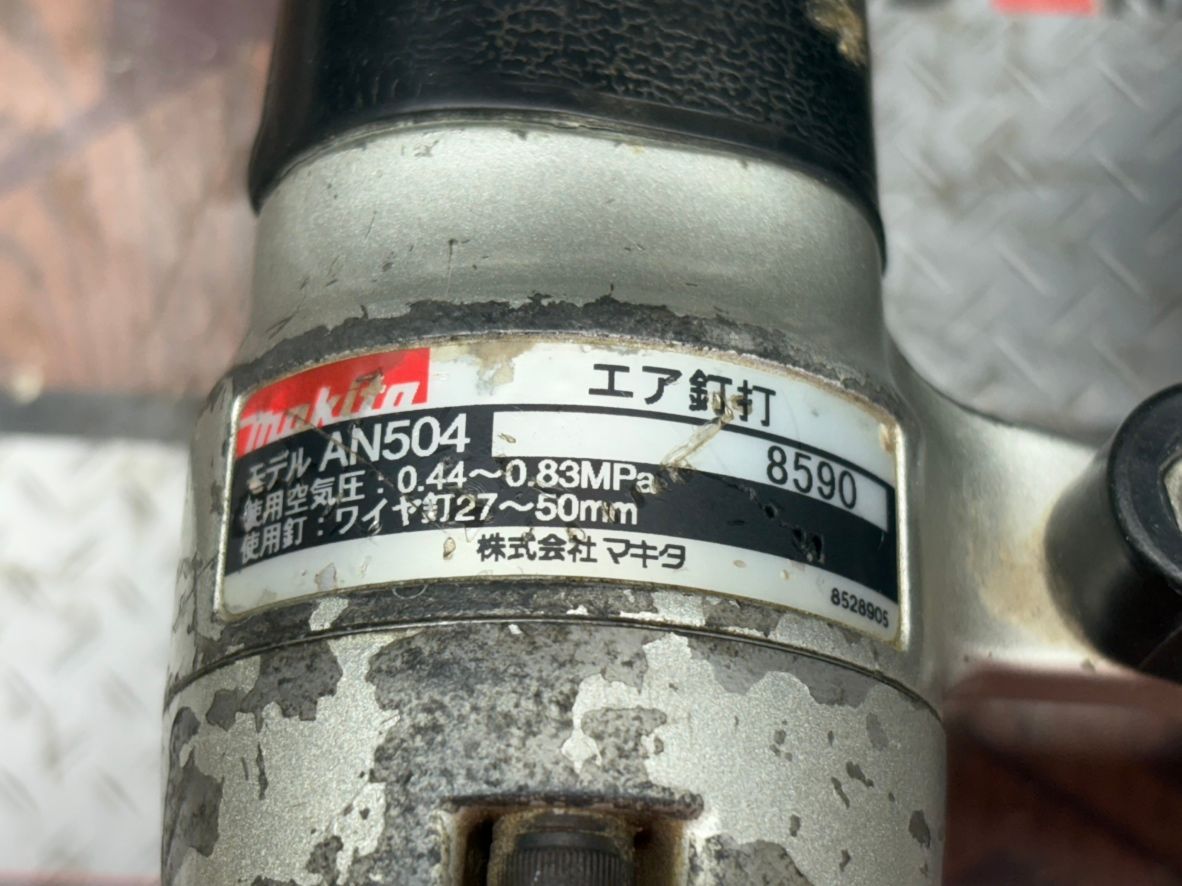 makita
エア釘打
モデル AN504
8590
使用空気圧：0.44～0.83MPa
使用釘：ワイヤ釘27～50mm
株式会社マキタ
8528905